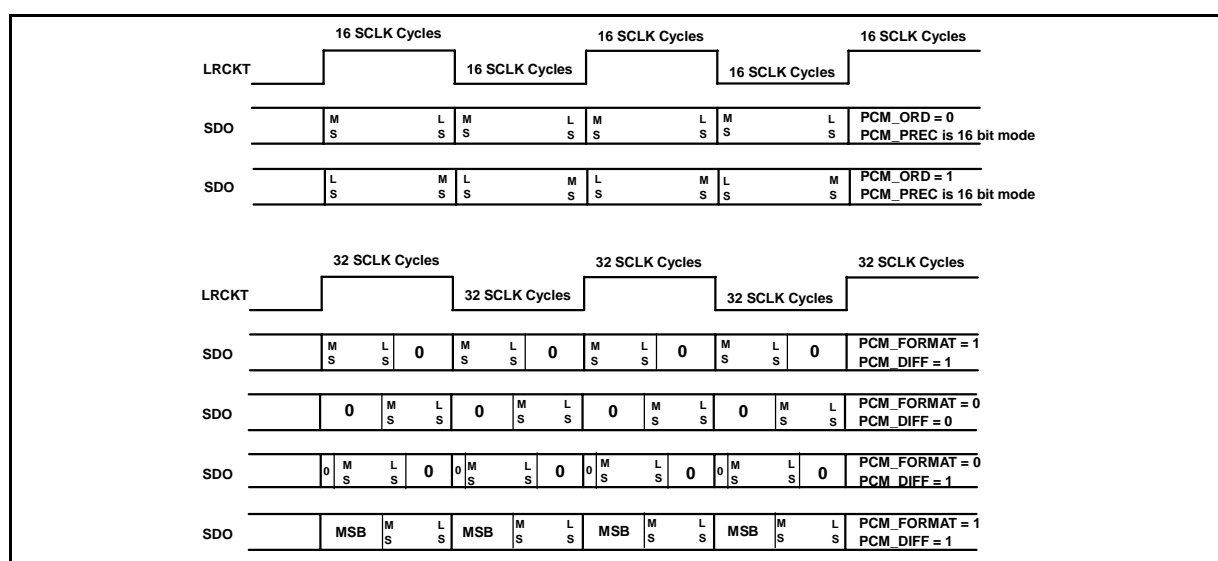 16 SCLK Cycles 16 SCLK Cycles 16 SCLK Cycles
LRCKT 16 SCLK Cycles 16 SCLK Cycles
SDO M L M L M L M L PCM_ORD = 0
S S S S S S S S PCM_PREC is 16 bit mode
SDO L M L M L M L M PCM_ORD = 1
S S S S S S S S PCM_PREC is 16 bit mode
32 SCLK Cycles 32 SCLK Cycles 32 SCLK Cycles
LRCKT 32 SCLK Cycles 32 SCLK Cycles
SDO M L 0 M L 0 M L 0 M L 0 PCM_FORMAT = 1
S S S S S S S S PCM_DIFF = 1
SDO 0 M L 0 M L 0 M L 0 M L PCM_FORMAT = 0
S S S S S S S S PCM_DIFF = 0
SDO 0 M L 0 0 M L 0 0 M L 0 0 M L 0 PCM_FORMAT = 0
S S S S S S S S PCM_DIFF = 1
SDO MSB M L MSB M L MSB M L MSB M L PCM_FORMAT = 1
S S S S S S S S PCM_DIFF = 1